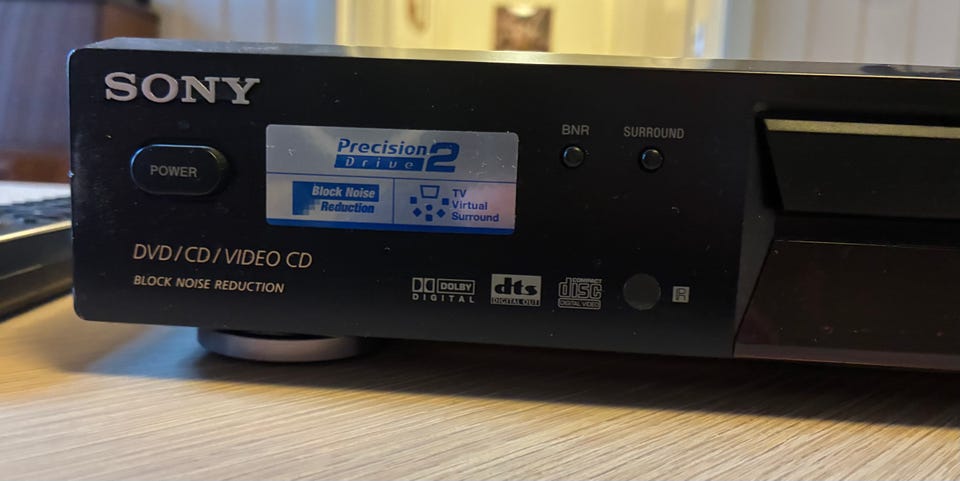 SONY
POWER
Precision
Drive 2
Block Noise
Reduction
TV
Virtual
Surround
BNR
SURROUND
DVD/CD/VIDEO CD
BLOCK NOISE REDUCTION
DOLBY
DIGITAL
dts
DIGITAL OUT
COMPACT
disc
DIGITAL VIDEO
R